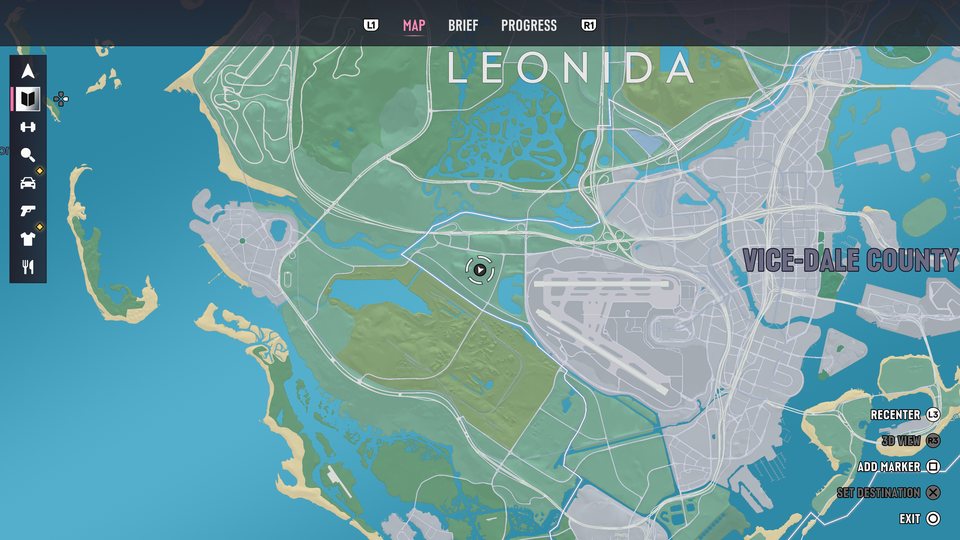 L1 MAP BRIEF PROGRESS R1
LEONIDA
VICE-DALE COUNTY
RECENTER L3
3D VIEW R3
ADD MARKER
SET DESTINATION
EXIT